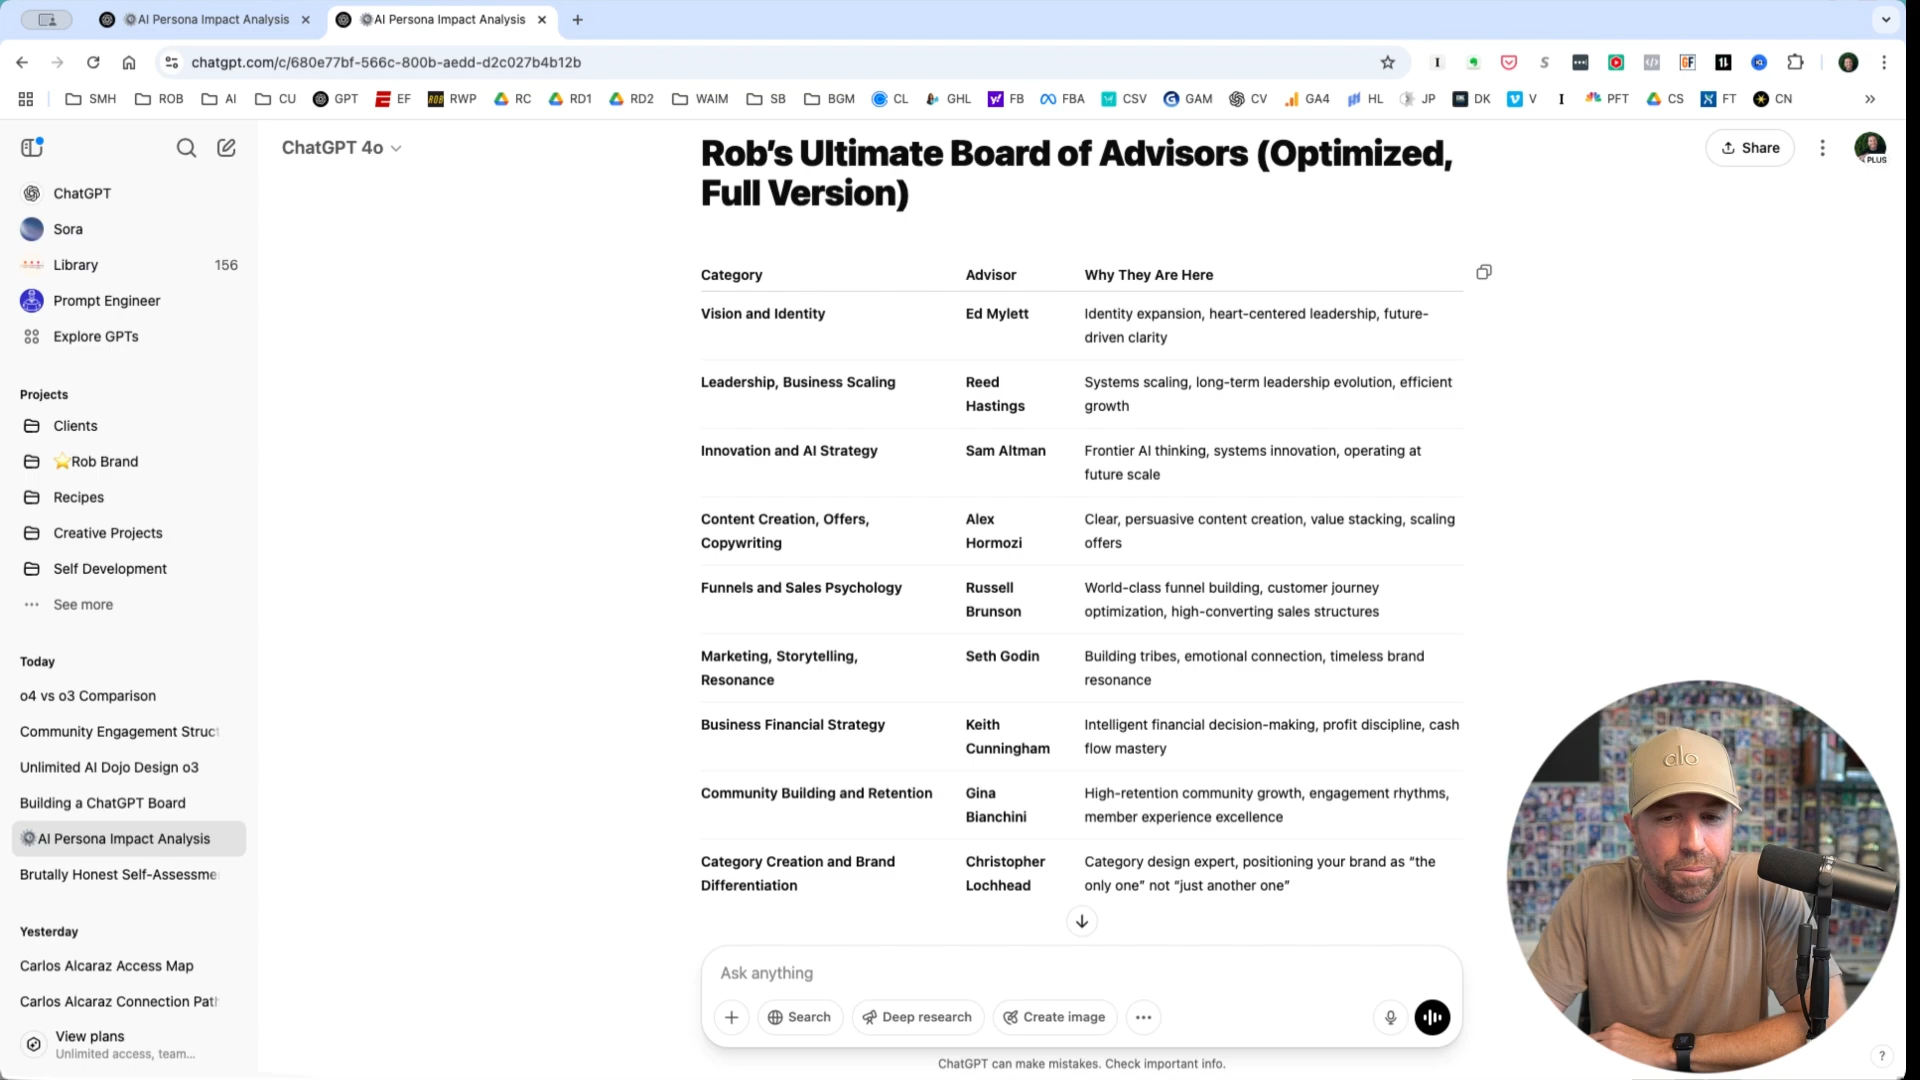 AI Persona Impact Analysis
AI Persona Impact Analysis
chatgpt.com/c/680e77bf-566c-800b-aedd-d2c027b4b12b
SMH ROB AI CU GPT EF RWP RC RD1 RD2 WAIM SB BGM CL GHL FB FBA CSV GAM CV GA4 HL JP DK V PFT CS FT CN
ChatGPT 4o
Share
PLUS
ChatGPT
Sora
Library 156
Prompt Engineer
Explore GPTs
Projects
Clients
⭐Rob Brand
Recipes
Creative Projects
Self Development
See more
Today
o4 vs o3 Comparison
Community Engagement Struct
Unlimited AI Dojo Design o3
Building a ChatGPT Board
AI Persona Impact Analysis
Brutally Honest Self-Assessme
Yesterday
Carlos Alcaraz Access Map
Carlos Alcaraz Connection Path
View plans
Unlimited access, team...
Rob's Ultimate Board of Advisors (Optimized,
Full Version)
Category Advisor Why They Are Here
Vision and Identity Ed Mylett Identity expansion, heart-centered leadership, future-
driven clarity
Leadership, Business Scaling Reed Systems scaling, long-term leadership evolution, efficient
Hastings growth
Innovation and AI Strategy Sam Altman Frontier AI thinking, systems innovation, operating at
future scale
Content Creation, Offers, Alex Clear, persuasive content creation, value stacking, scaling
Copywriting Hormozi offers
Funnels and Sales Psychology Russell World-class funnel building, customer journey
Brunson optimization, high-converting sales structures
Marketing, Storytelling, Seth Godin Building tribes, emotional connection, timeless brand
Resonance resonance
Business Financial Strategy Keith Intelligent financial decision-making, profit discipline, cash
Cunningham flow mastery
Community Building and Retention Gina High-retention community growth, engagement rhythms,
Bianchini member experience excellence
Category Creation and Brand Christopher Category design expert, positioning your brand as “the
Differentiation Lochhead only one” not “just another one”
Ask anything
Search Deep research Create image
ChatGPT can make mistakes. Check important info.
alo
?